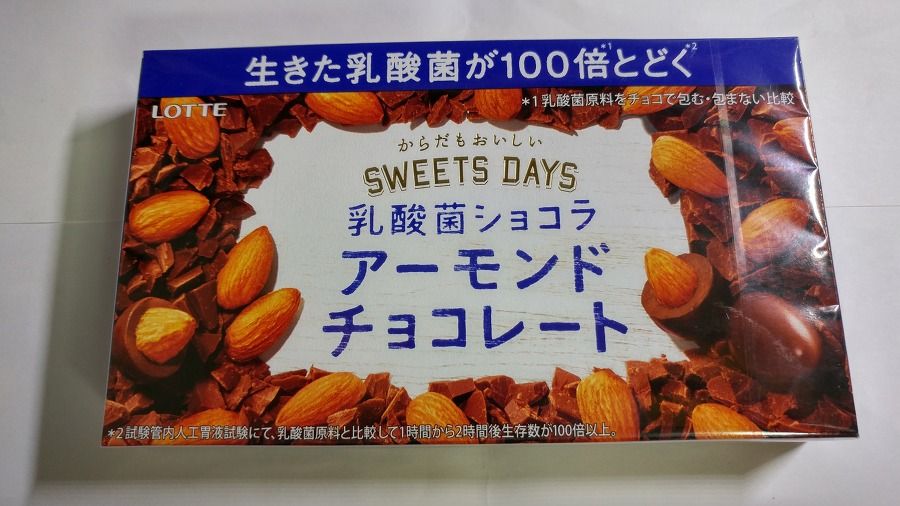 生きた乳酸菌が100倍*1とどく*2
*1乳酸菌原料をチョコで包む・包まない比較
LOTTE
からだもおいしい
SWEETS DAYS
乳酸菌ショコラ
アーモンド
チョコレート
*2試験管内人工胃液試験にて、乳酸菌原料と比較して1時間から2時間後生存数が100倍以上。